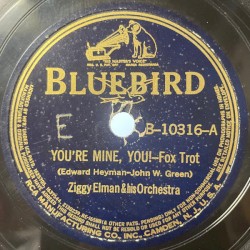 "HIS MASTER'S VOICE"
BLUEBIRD
E
B-10316-A
YOU'RE MINE, YOU!—Fox Trot
(Edward Heyman-John W. Green)
Ziggy Elman & his Orchestra
RCA MANUFACTURING CO., INC. CAMDEN, N.J., U.S.A.